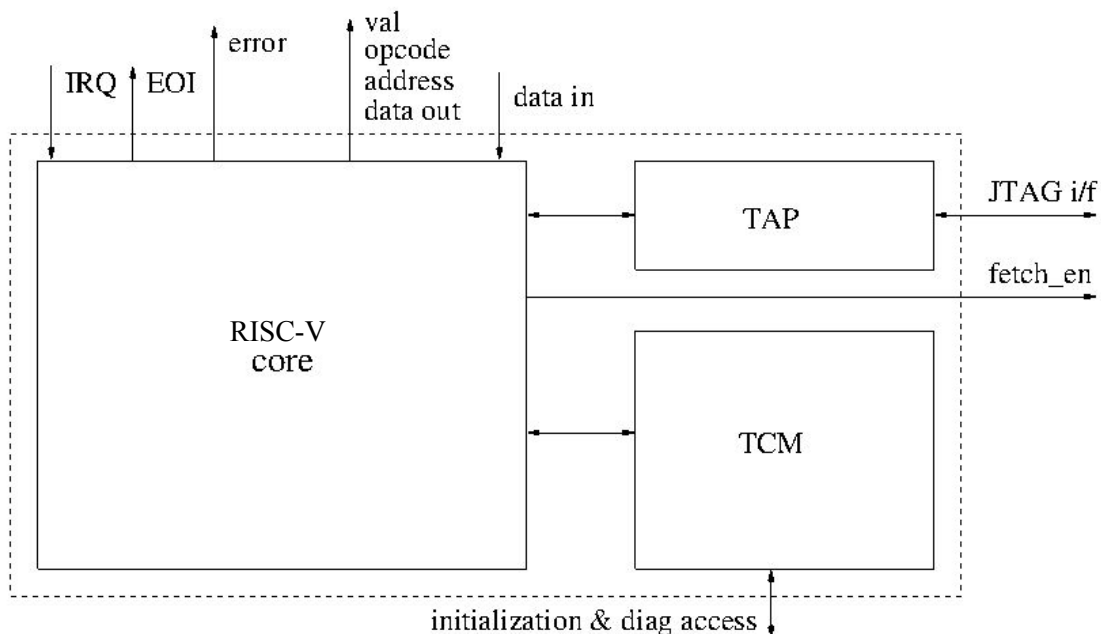 val
error
opcode
IRQ
EOI
address
data out
data in
JTAG i/f
TAP
fetch_en
RISC-V
core
TCM
initialization & diag access